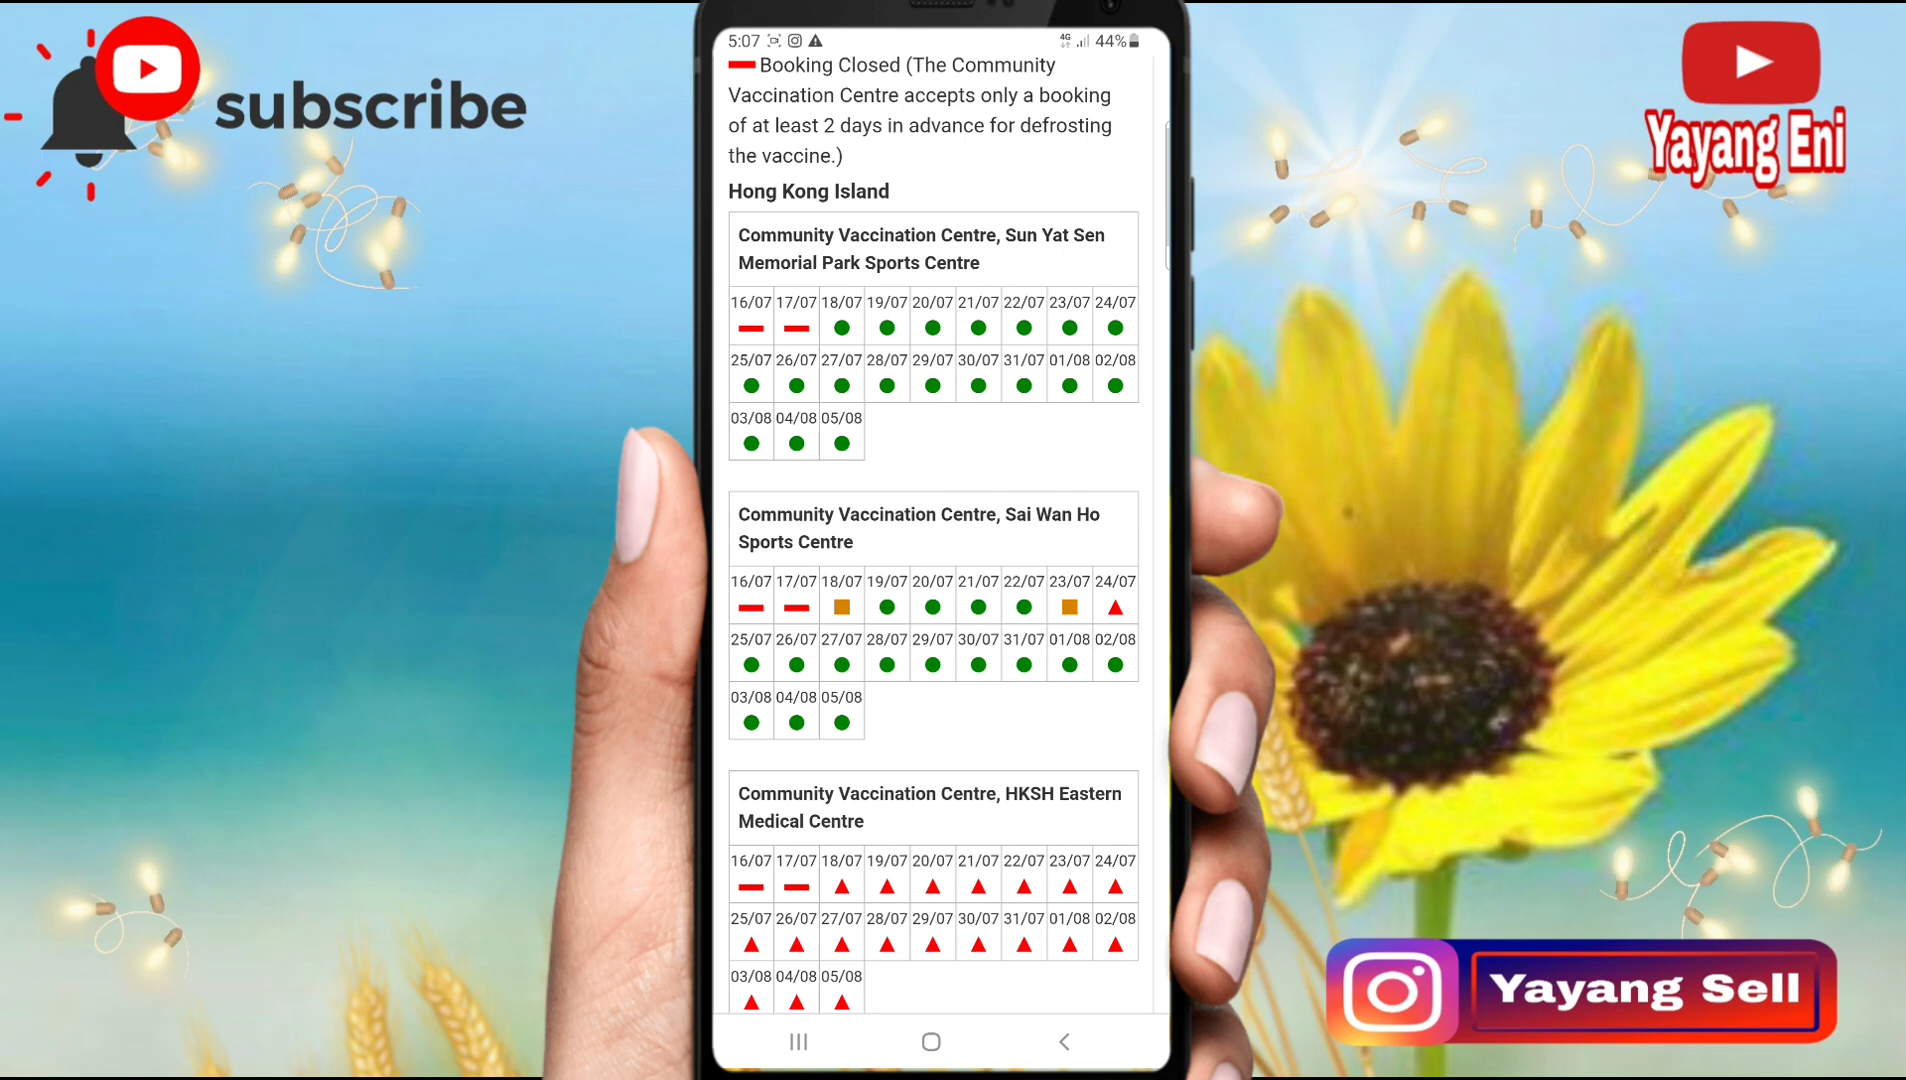 subscribe
Yayang Eni
5:07 4G 44%
Booking Closed (The Community
Vaccination Centre accepts only a booking
of at least 2 days in advance for defrosting
the vaccine.)
Hong Kong Island
Community Vaccination Centre, Sun Yat Sen
Memorial Park Sports Centre
16/07 17/07 18/07 19/07 20/07 21/07 22/07 23/07 24/07
25/07 26/07 27/07 28/07 29/07 30/07 31/07 01/08 02/08
03/08 04/08 05/08
Community Vaccination Centre, Sai Wan Ho
Sports Centre
16/07 17/07 18/07 19/07 20/07 21/07 22/07 23/07 24/07
25/07 26/07 27/07 28/07 29/07 30/07 31/07 01/08 02/08
03/08 04/08 05/08
Community Vaccination Centre, HKSH Eastern
Medical Centre
16/07 17/07 18/07 19/07 20/07 21/07 22/07 23/07 24/07
25/07 26/07 27/07 28/07 29/07 30/07 31/07 01/08 02/08
03/08 04/08 05/08
Yayang Sell